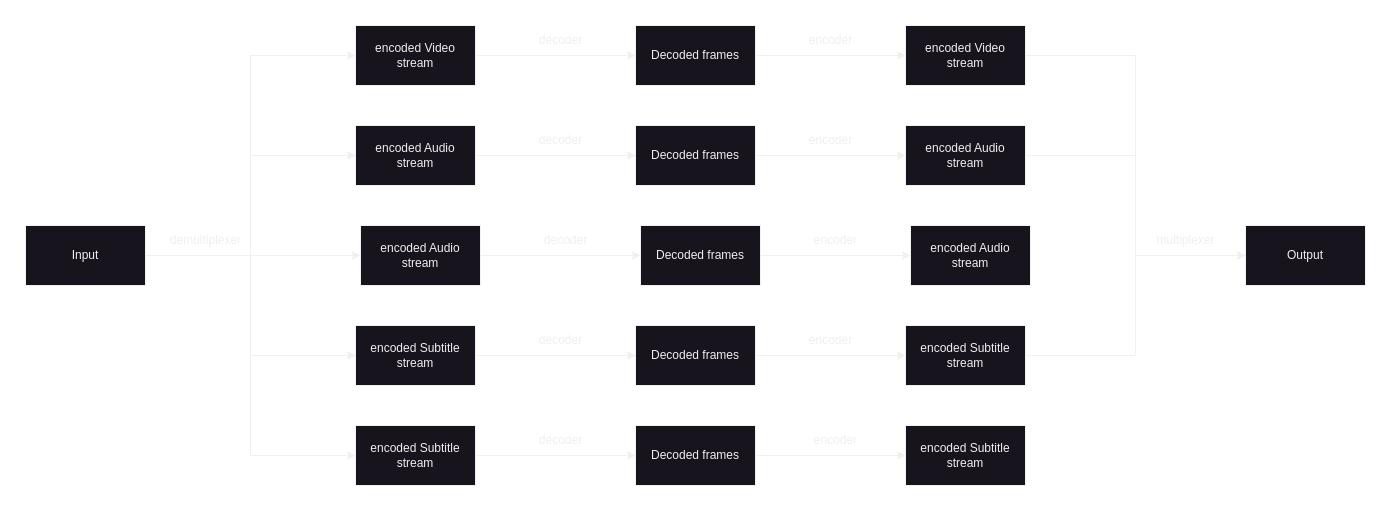 encoded Video
stream
decoder
Decoded frames
encoder
encoded Video
stream
encoded Audio
stream
decoder
Decoded frames
encoder
encoded Audio
stream
Input
demultiplexer
encoded Audio
stream
decoder
Decoded frames
encoder
encoded Audio
stream
multiplexer
Output
encoded Subtitle
stream
decoder
Decoded frames
encoder
encoded Subtitle
stream
encoded Subtitle
stream
decoder
Decoded frames
encoder
encoded Subtitle
stream